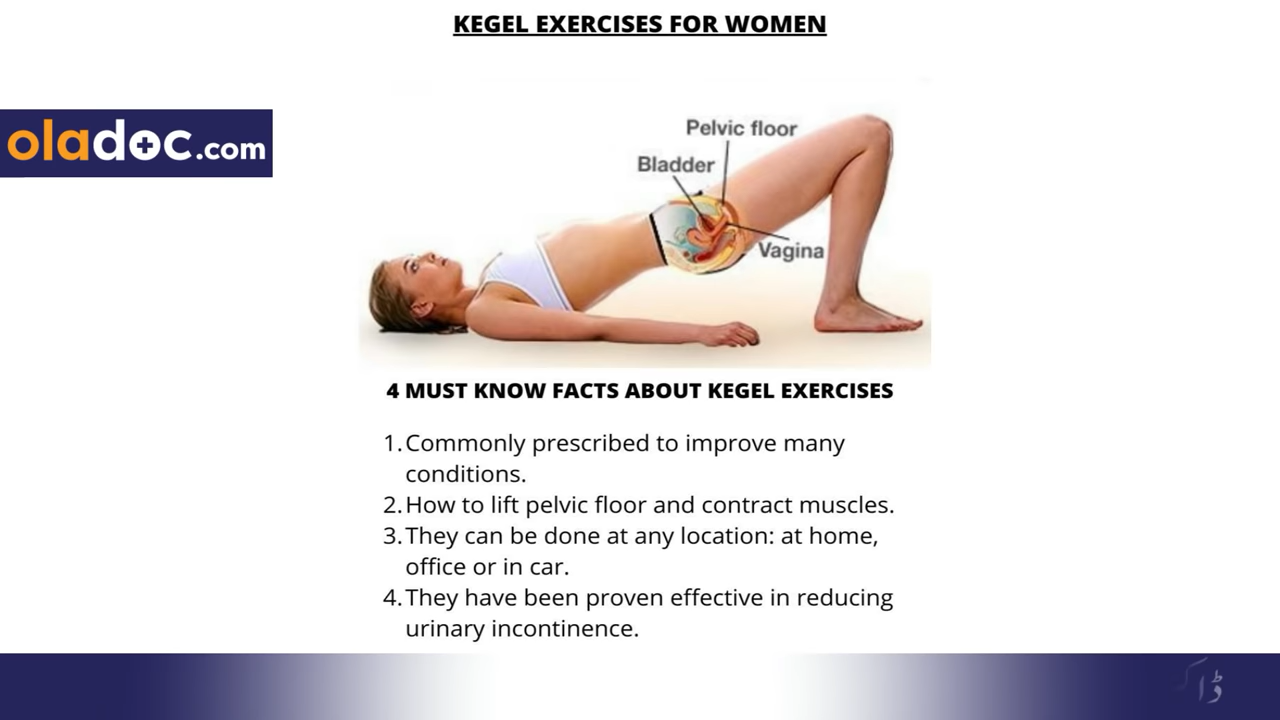 KEGEL EXERCISES FOR WOMEN
oladoc.com
Pelvic floor
Bladder
Vagina
4 MUST KNOW FACTS ABOUT KEGEL EXERCISES
1. Commonly prescribed to improve many
conditions.
2. How to lift pelvic floor and contract muscles.
3. They can be done at any location: at home,
office or in car.
4. They have been proven effective in reducing
urinary incontinence.